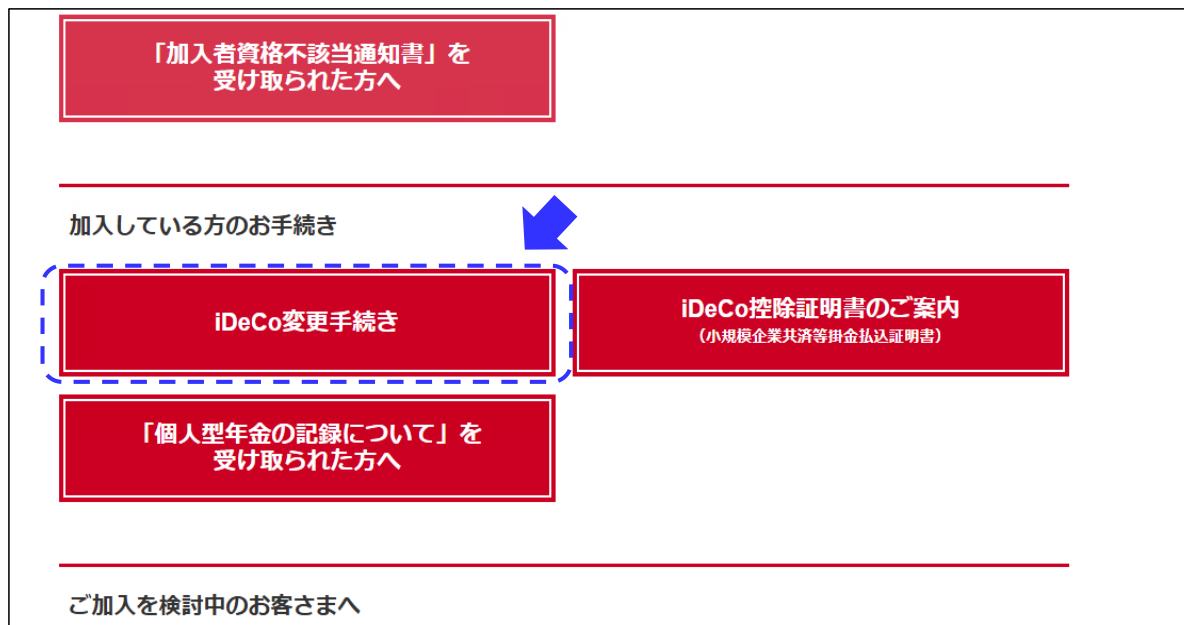 「加入者資格不該当通知書」を
受け取られた方へ
加入している方のお手続き
iDeCo変更手続き
iDeCo控除証明書のご案内
（小規模企業共済等掛金払込証明書）
「個人型年金の記録について」を
受け取られた方へ
ご加入を検討中のお客さまへ